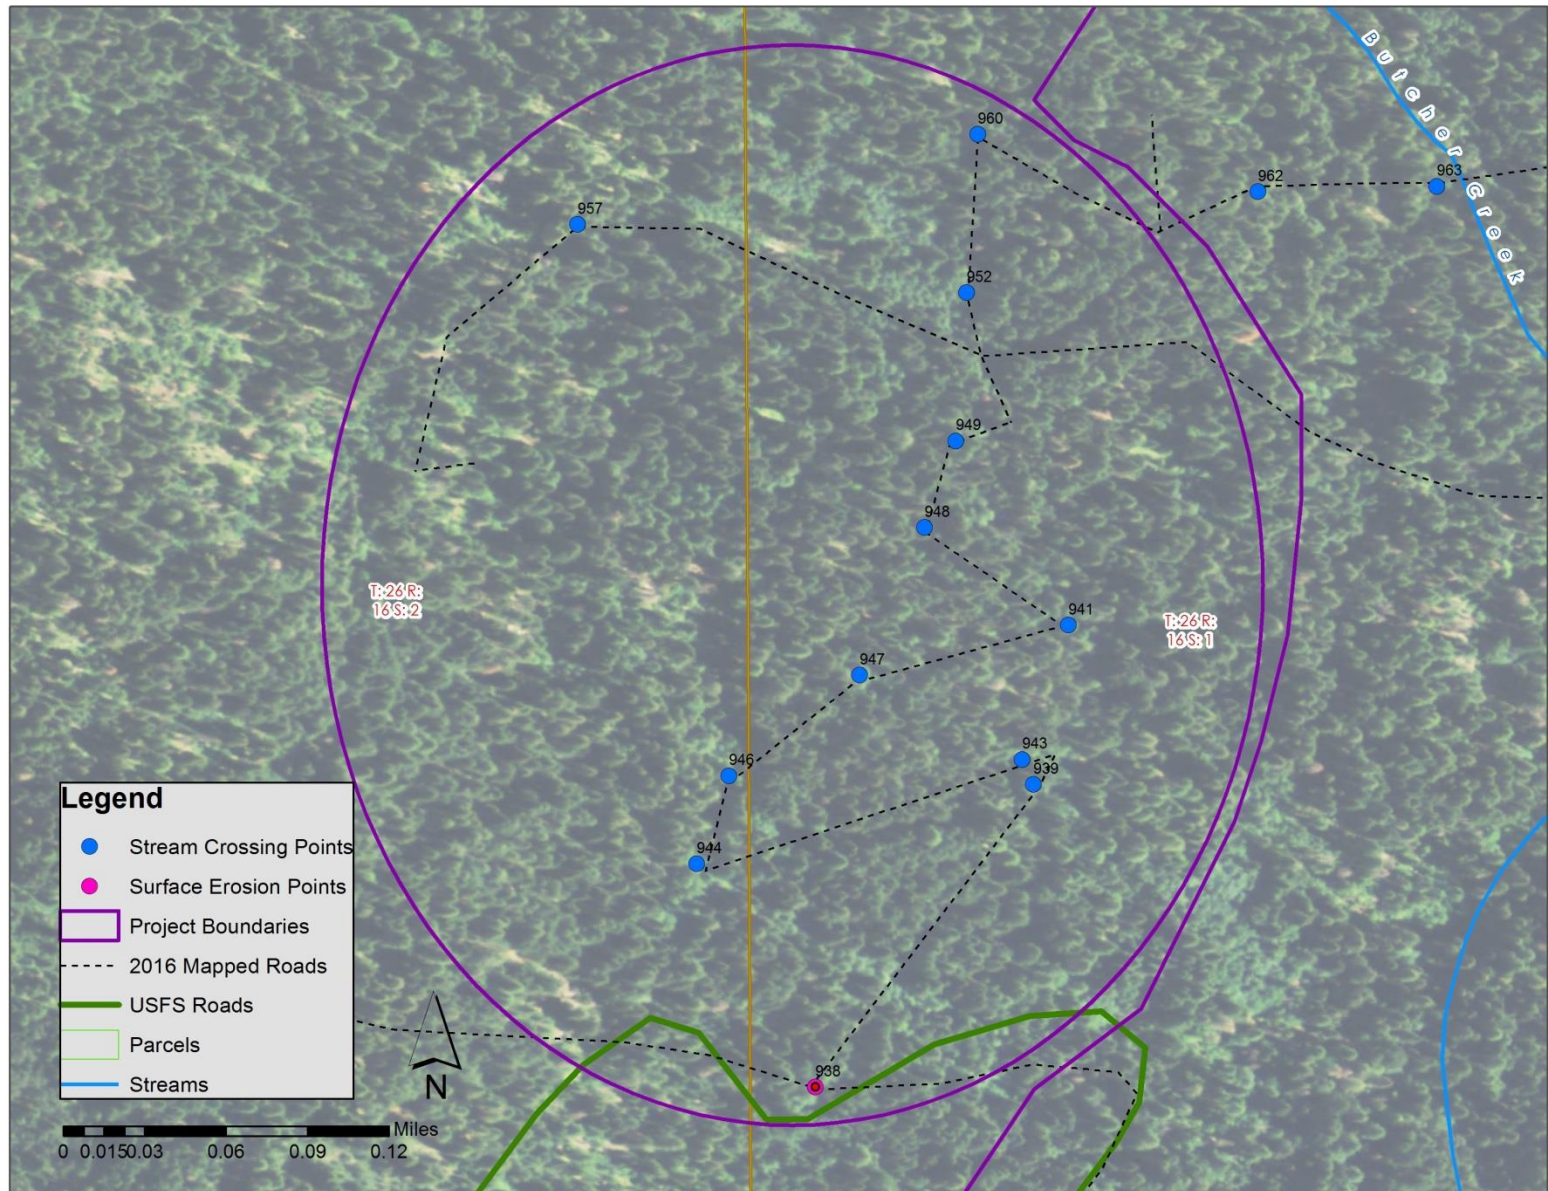 Butcher Creek
960
962
963
957
952
949
948
T: 26 R:
16 S: 2
941
T: 26 R:
16 S: 1
947
943
946
939
944
938
Legend
Stream Crossing Points
Surface Erosion Points
Project Boundaries
2016 Mapped Roads
USFS Roads
Parcels
Streams
N
Miles
0 0.015 0.03 0.06 0.09 0.12